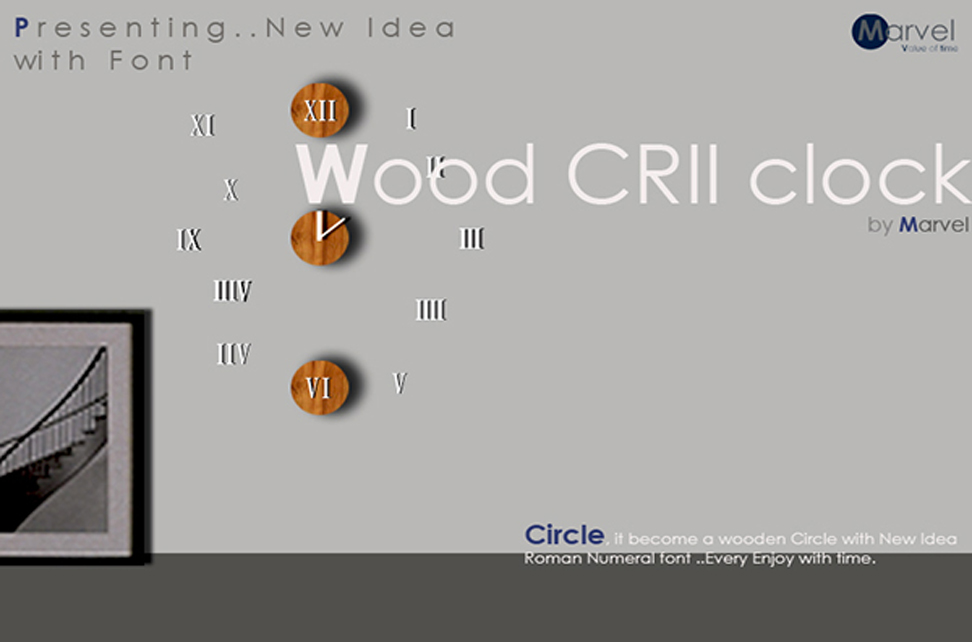 Presenting..New Idea
with Font
Marvel
Value of time
XII
XI
I
II
Wood CRII clock
X
by Marvel
IX
III
IIIV
IIII
IIV
VI
V
Circle, it become a wooden Circle with New Idea
Roman Numeral font ..Every Enjoy with time.